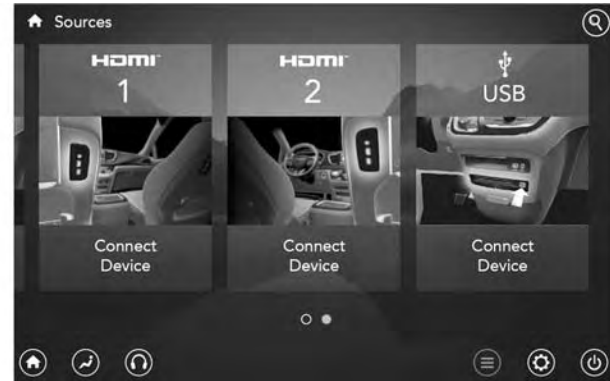 Sources
HDMI HDMI USB
1 2
Connect Connect Connect
Device Device Device